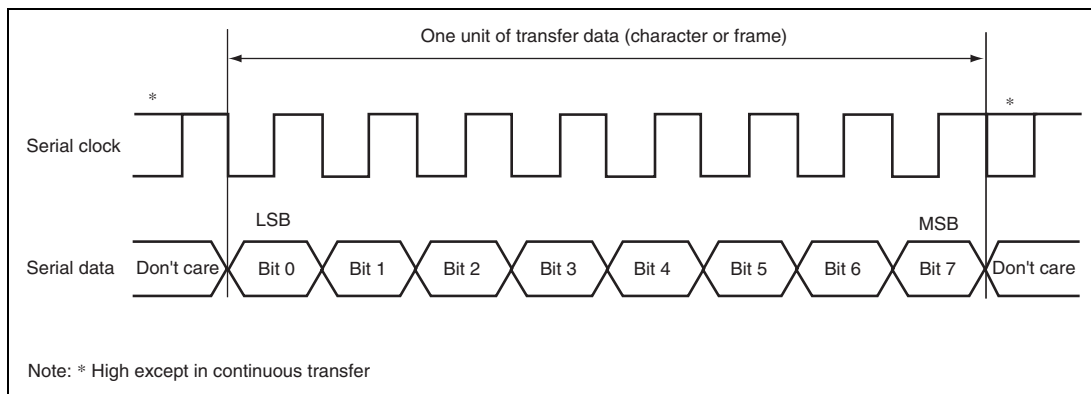 One unit of transfer data (character or frame)
*
*
Serial clock
LSB
MSB
Serial data
Don't care
Bit 0
Bit 1
Bit 2
Bit 3
Bit 4
Bit 5
Bit 6
Bit 7
Don't care
Note: * High except in continuous transfer